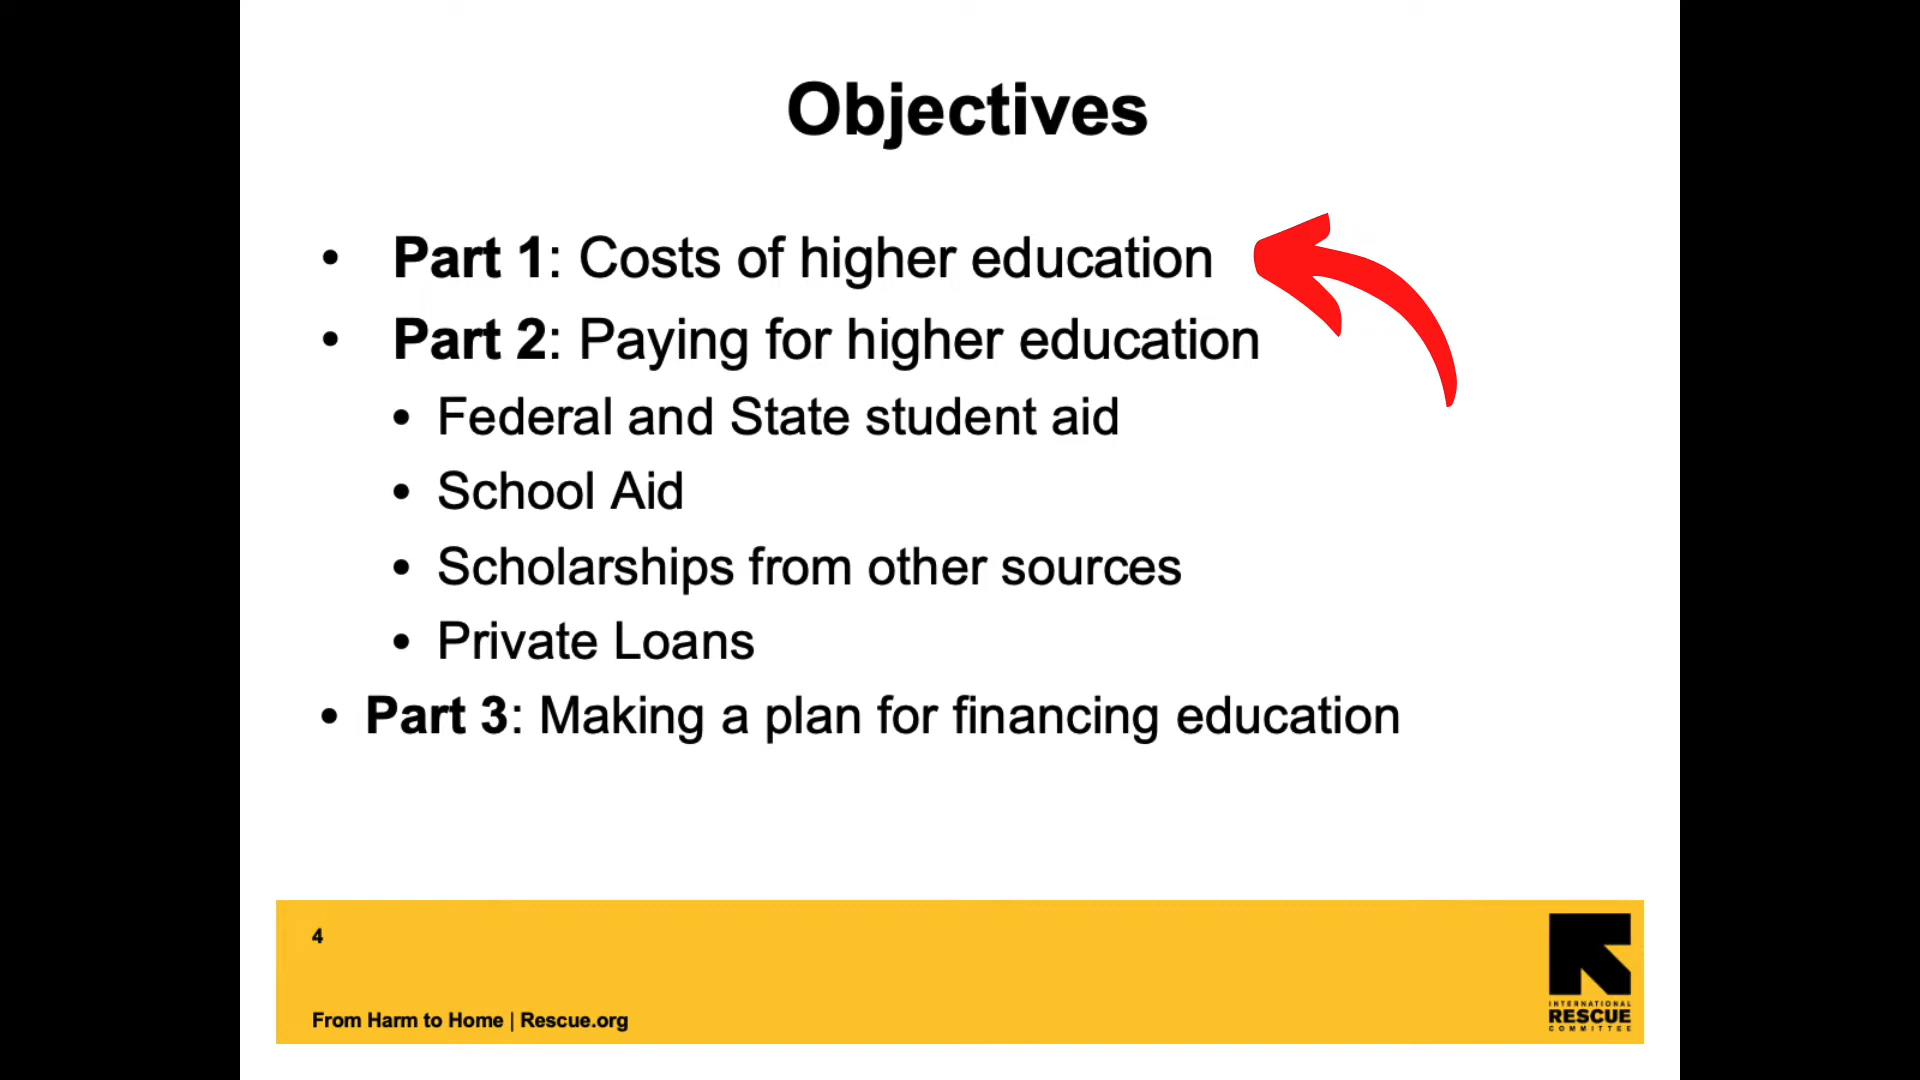 Objectives
• Part 1: Costs of higher education
• Part 2: Paying for higher education
• Federal and State student aid
• School Aid
• Scholarships from other sources
• Private Loans
• Part 3: Making a plan for financing education
4
From Harm to Home | Rescue.org
INTERNATIONAL
RESCUE
COMMITTEE